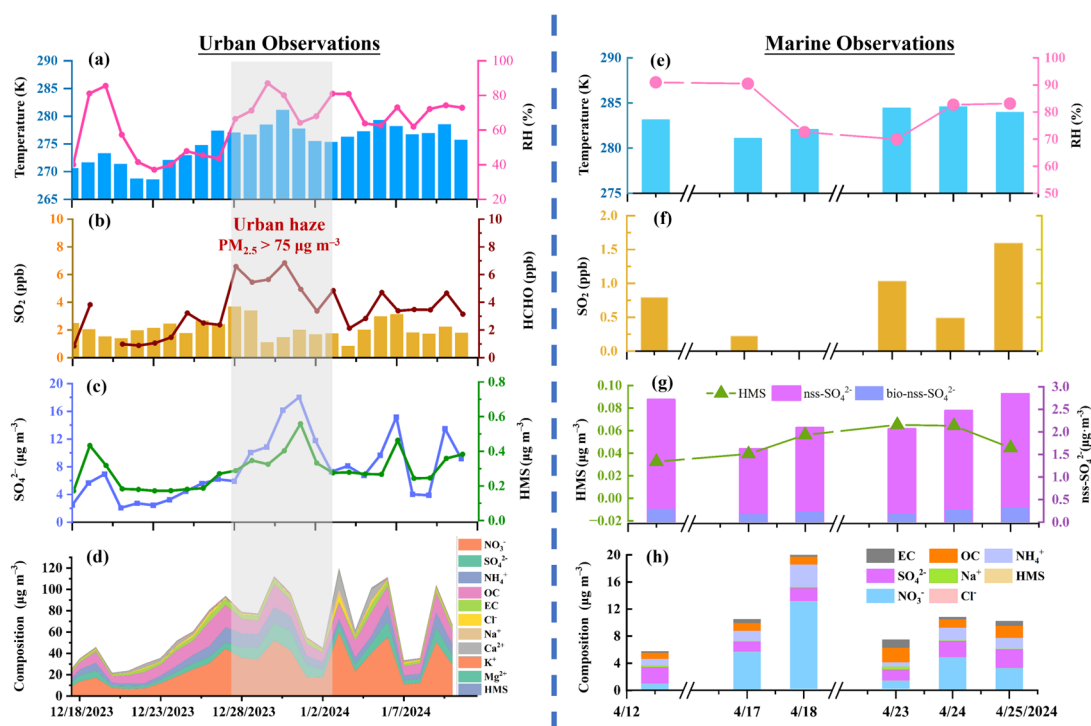 Urban Observations
Marine Observations
(a)
290
285
280
275
270
265
Temperature (K)
100
80
60
40
20
RH (%)
(e)
290
285
280
275
Temperature (K)
100
90
80
70
60
50
RH (%)
(b)
Urban haze
PM2.5 > 75 μg m⁻³
10
8
6
4
2
0
SO₂ (ppb)
10
8
6
4
2
0
HCHO (ppb)
(f)
2.0
1.5
1.0
0.5
0.0
SO₂ (ppb)
(c)
20
16
12
8
4
0
SO₄²⁻ (μg m⁻³)
0.8
0.6
0.4
0.2
0.0
HMS (μg m⁻³)
(g)
HMS
nss-SO₄²⁻
bio-nss-SO₄²⁻
0.10
0.08
0.06
0.04
0.02
0.00
−0.02
HMS (μg m⁻³)
3.0
2.5
2.0
1.5
1.0
0.5
0.0
nss-SO₄²⁻(μg m⁻³)
(d)
120
100
80
60
40
20
0
Composition (μg m⁻³)
NO₃⁻
SO₄²⁻
NH₄⁺
OC
EC
Cl⁻
Na⁺
Ca²⁺
K⁺
Mg²⁺
HMS
12/18/2023
12/23/2023
12/28/2023
1/2/2024
1/7/2024
(h)
EC
OC
NH₄⁺
SO₄²⁻
Na⁺
HMS
NO₃⁻
Cl⁻
20
16
12
8
4
0
Composition (μg m⁻³)
4/12
4/17
4/18
4/23
4/24
4/25/2024